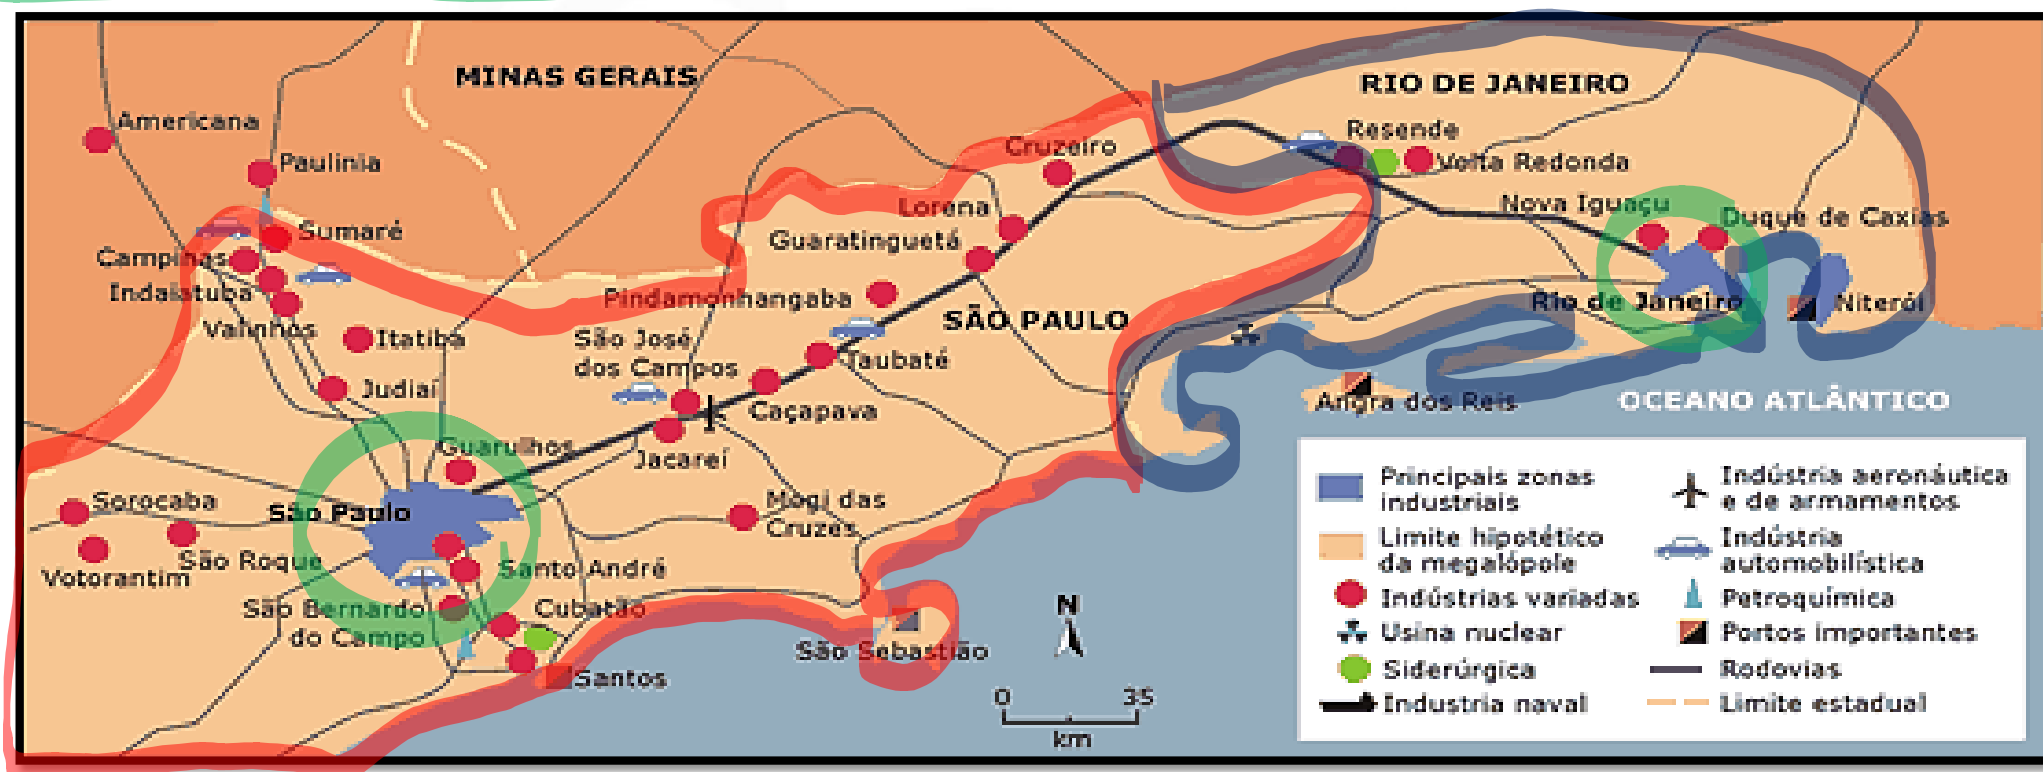 MINAS GERAIS
RIO DE JANEIRO
Americana
Paulinia
Sumaré
Campinas
Indaiatuba
Valinhos
Itatiba
Judiaí
Cruzeiro
Lorena
Guaratinguetá
Pindamonhangaba
SÃO PAULO
São José
dos Campos
Taubaté
Caçapava
Jacareí
Guarulhos
Resende
Volta Redonda
Nova Iguaçu
Duque de Caxias
Rio de Janeiro
Niterói
Angra dos Reis
OCEANO ATLÂNTICO
Sorocaba
São Paulo
Mogi das
Cruzes
São Roque
Votorantim
Santo André
São Bernardo
do Campo
Cubatão
Santos
São Sebastião
N
0 35
km
Principais zonas
industriais
Limite hipotético
da megalópole
Indústrias variadas
Usina nuclear
Siderúrgica
Industria naval
Indústria aeronáutica
e de armamentos
Indústria
automobilística
Petroquímica
Portos importantes
Rodovias
Limite estadual